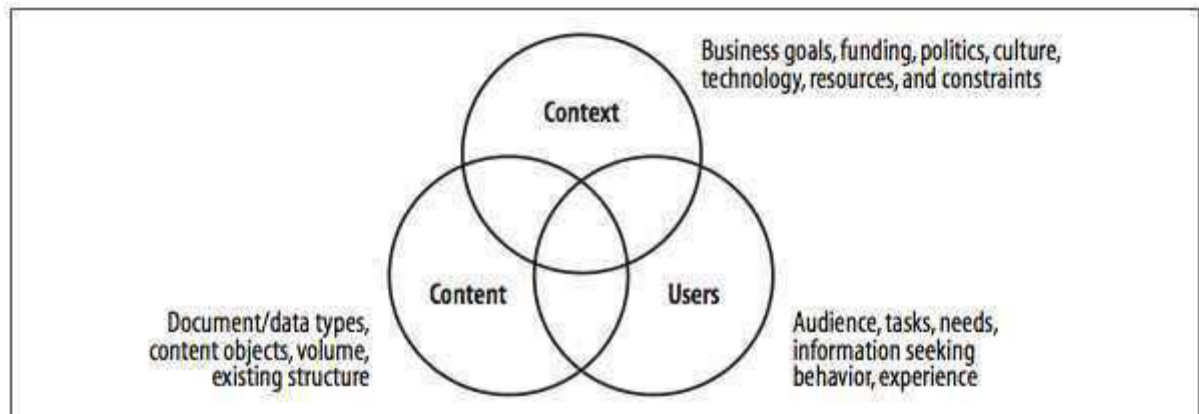 Business goals, funding, politics, culture,
technology, resources, and constraints
Context
Content
Users
Document/data types,
content objects, volume,
existing structure
Audience, tasks, needs,
information seeking
behavior, experience